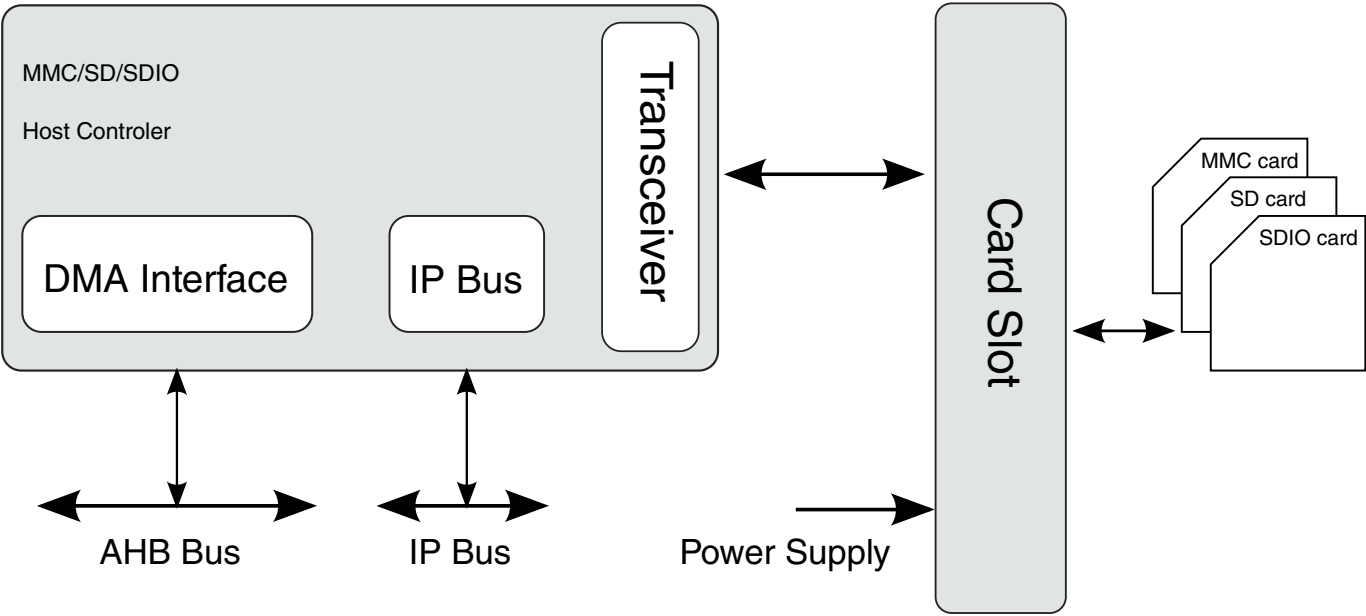 MMC/SD/SDIO
Host Controler
Transceiver
DMA Interface
IP Bus
Card Slot
MMC card
SD card
SDIO card
AHB Bus
IP Bus
Power Supply